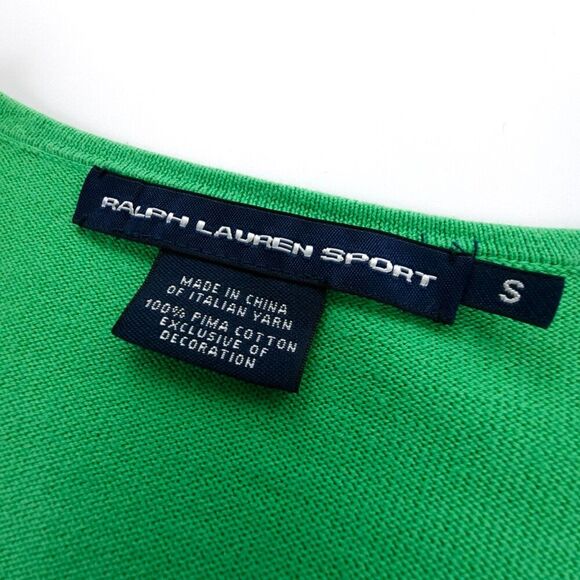 RALPH LAUREN SPORT
S
MADE IN CHINA
OF ITALIAN YARN
100% PIMA COTTON
EXCLUSIVE OF
DECORATION